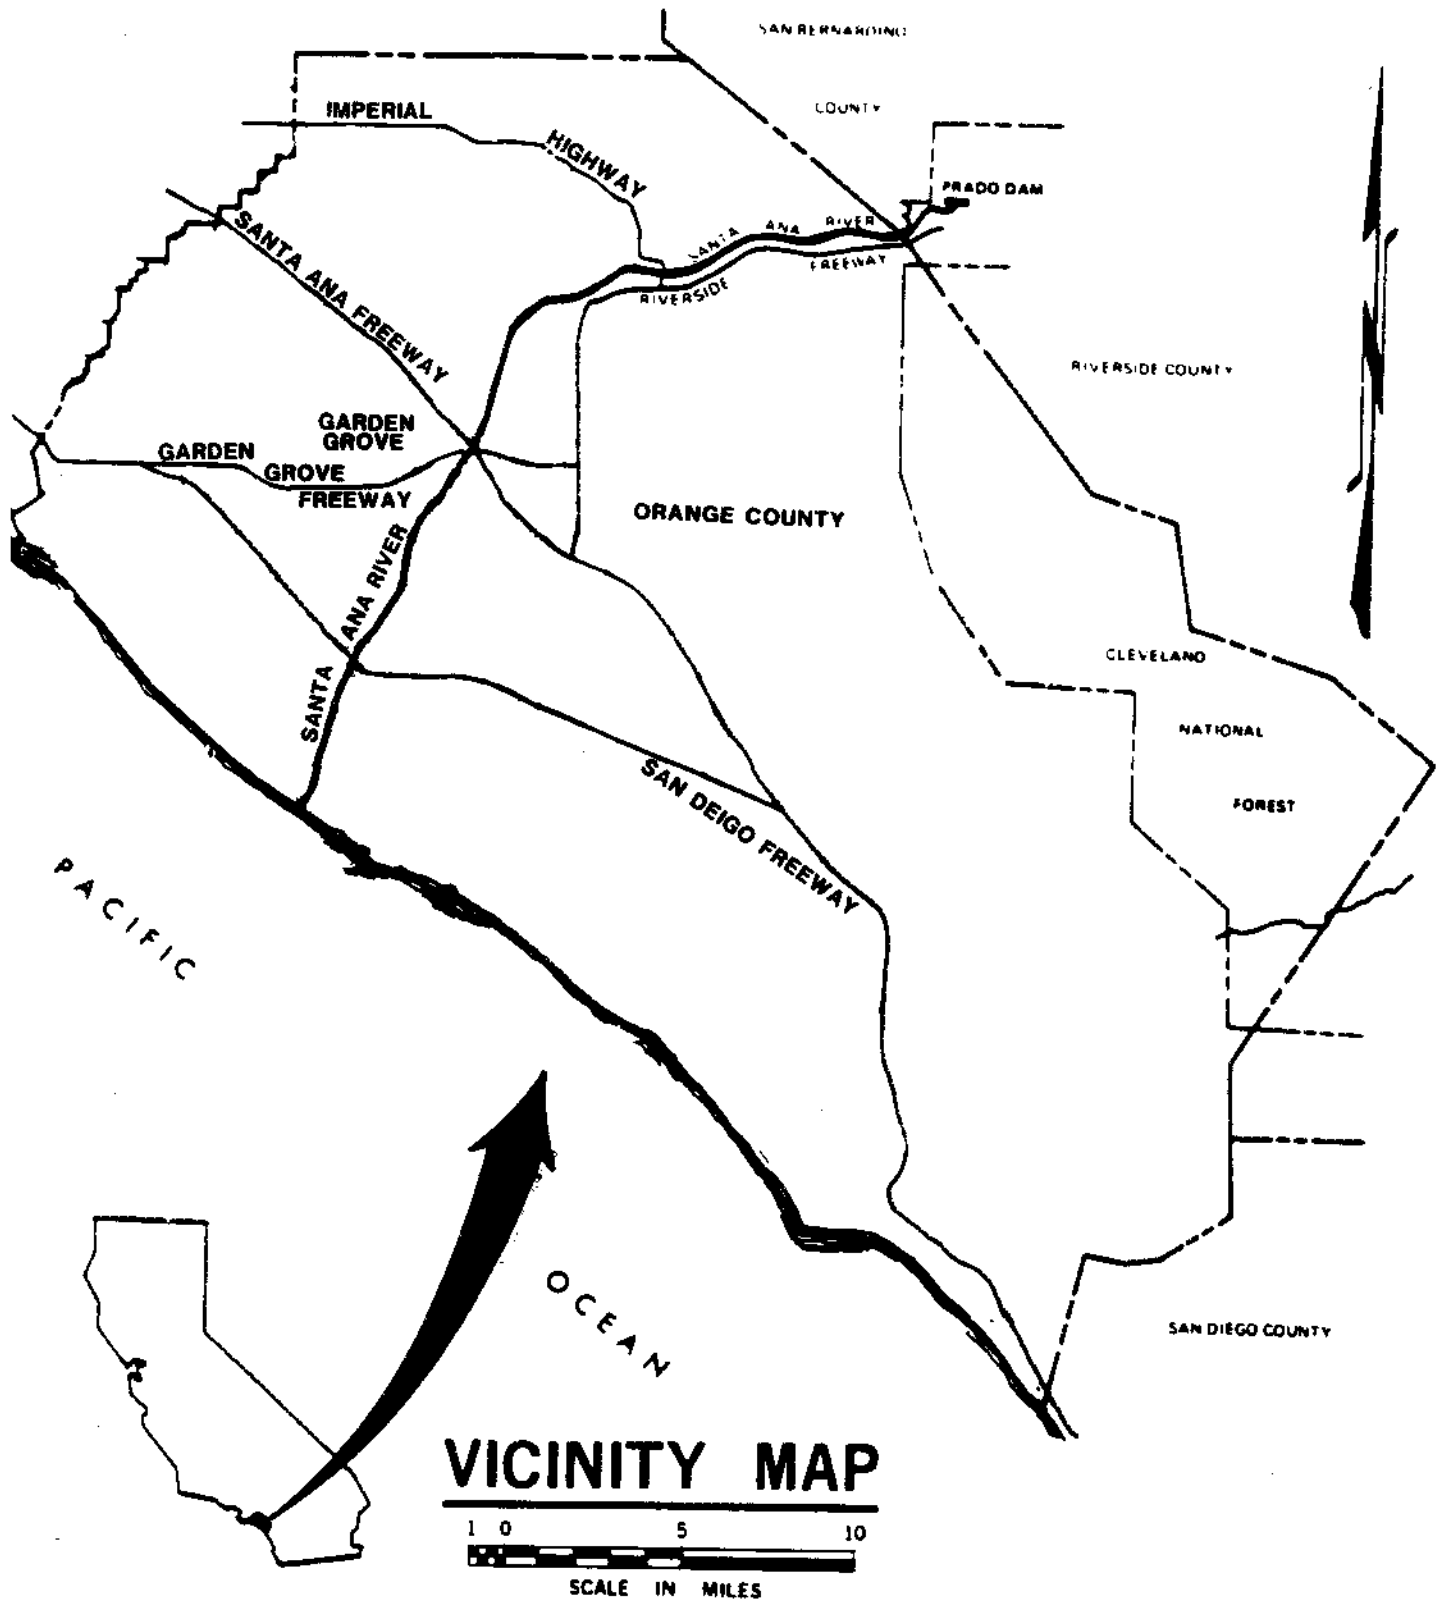 SAN BERNARDINO
COUNTY
IMPERIAL
HIGHWAY
PRADO DAM
SANTA ANA RIVER
SANTA ANA FREEWAY
FREEWAY
RIVERSIDE
RIVERSIDE COUNTY
GARDEN
GROVE
GARDEN
GROVE
FREEWAY
ORANGE COUNTY
SANTA ANA RIVER
CLEVELAND
NATIONAL
FOREST
SAN DEIGO FREEWAY
PACIFIC
OCEAN
SAN DIEGO COUNTY
VICINITY MAP
1 0 5 10
SCALE IN MILES